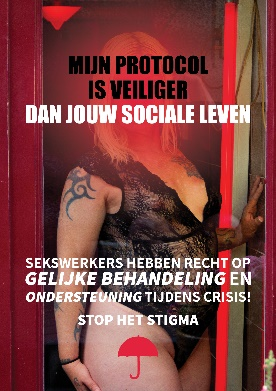 MIJN PROTOCOL
IS VEILIGER
DAN JOUW SOCIALE LEVEN
SEKSWERKERS HEBBEN RECHT OP
GELIJKE BEHANDELING EN
ONDERSTEUNING TIJDENS CRISIS!
STOP HET STIGMA